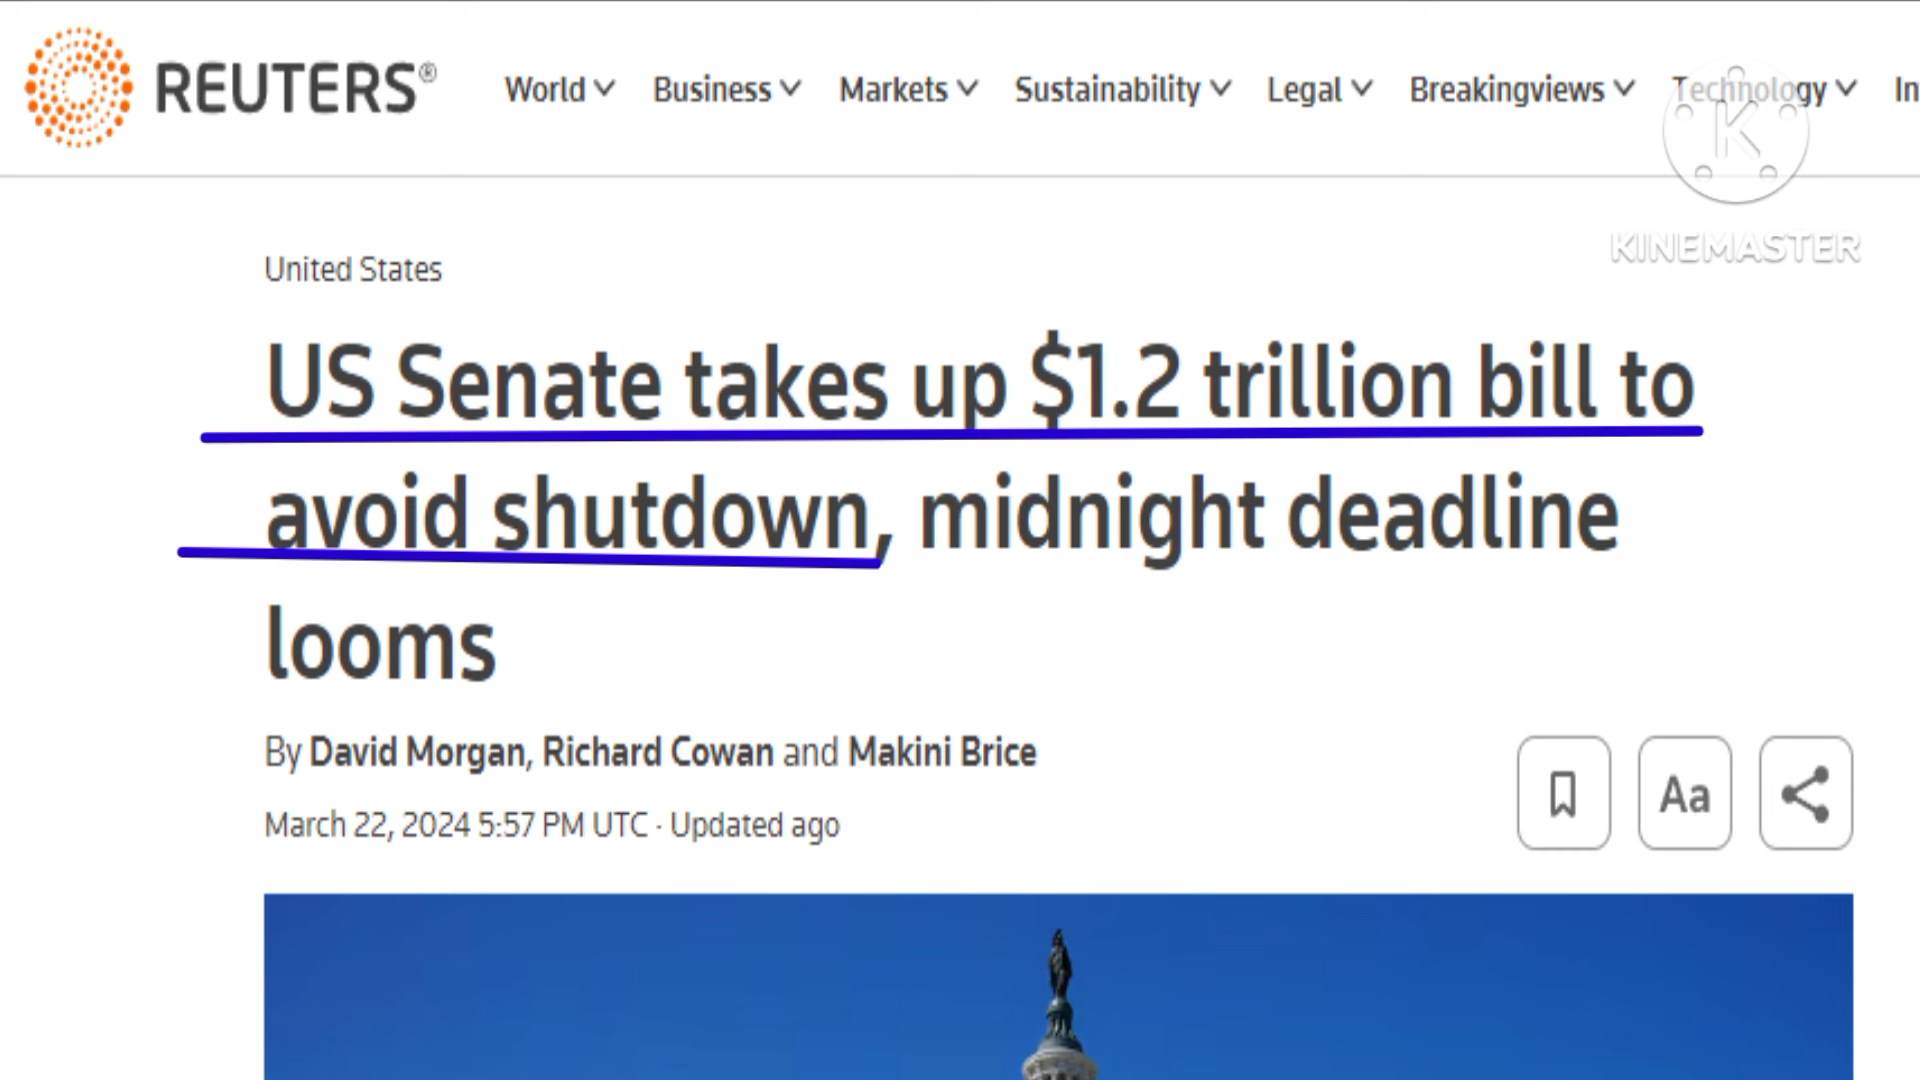 REUTERS®
World Business Markets Sustainability Legal Breakingviews Technology In
K
KINEMASTER
United States
US Senate takes up $1.2 trillion bill to
avoid shutdown, midnight deadline
looms
By David Morgan, Richard Cowan and Makini Brice
March 22, 2024 5:57 PM UTC · Updated ago
Aa